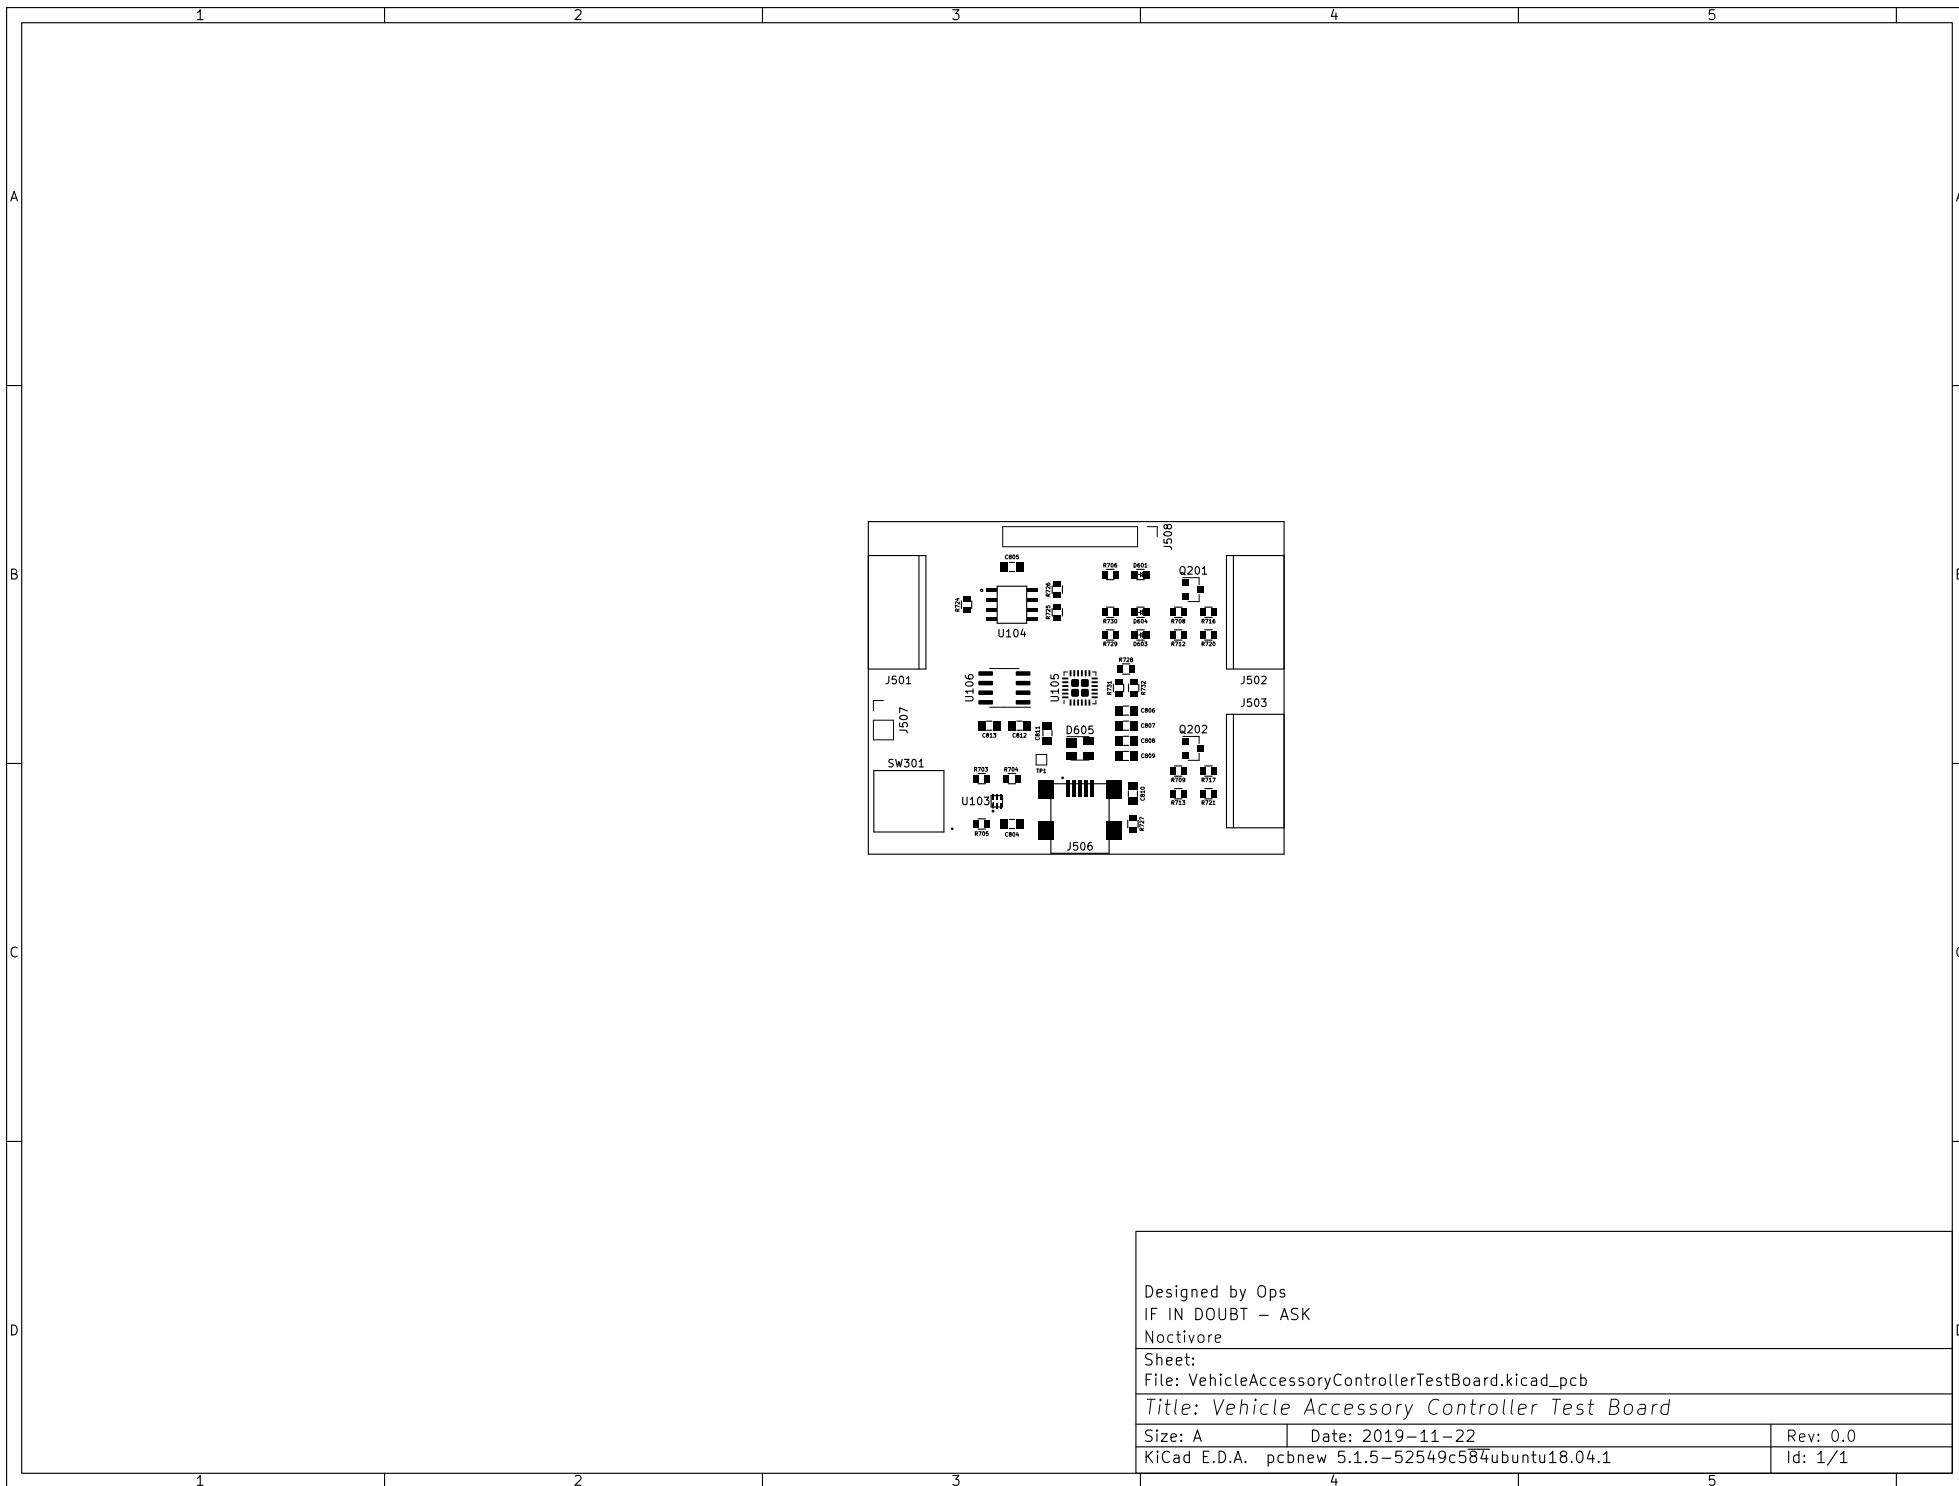 1 2 3 4 5
A A
J508
C805
R706 D601
Q201
B B
R726
R724
R725
R730 D604 R708 R716
U104
R729 D603 R712 R720
R728
J501
J502
U106
U105
R731
R732
J503
C806
J507
C807
C813 C812
C811
D605
Q202
C808
C809
SW301
TP1
R703 R704
R709 R717
U103
C810
R713 R721
R705 C804
R727
J506
C C
Designed by Ops
IF IN DOUBT – ASK
D D
Noctivore
Sheet:
File: VehicleAccessoryControllerTestBoard.kicad_pcb
Title: Vehicle Accessory Controller Test Board
Size: A Date: 2019–11–22 Rev: 0.0
KiCad E.D.A. pcbnew 5.1.5–52549c584ubuntu18.04.1 Id: 1/1
1 2 3 4 5